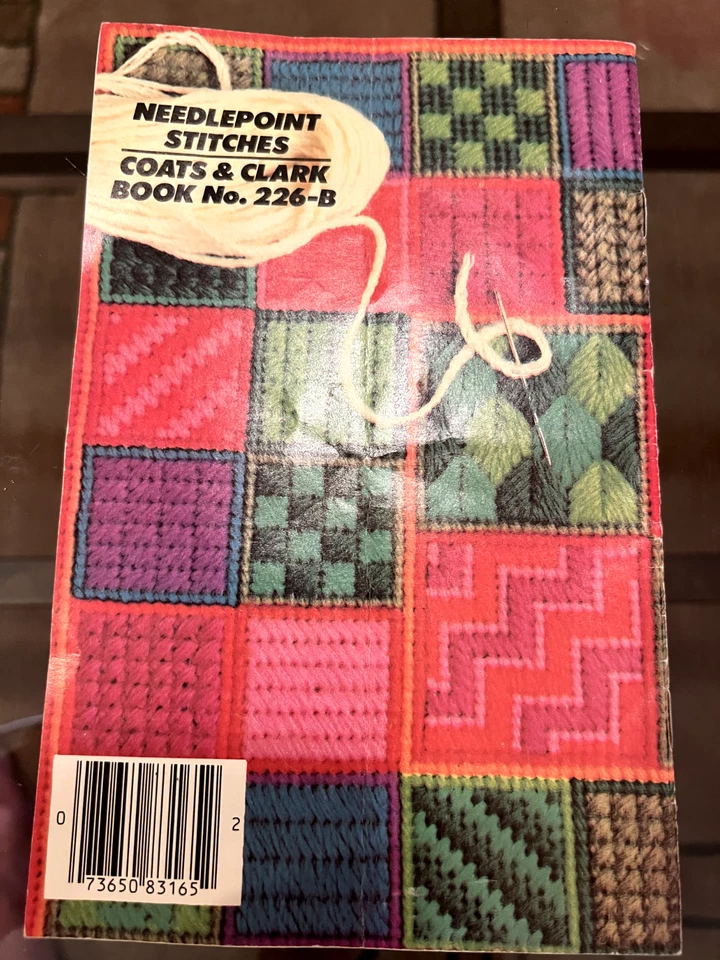 NEEDLEPOINT
STITCHES
COATS & CLARK
BOOK No. 226-B
0 73650 83165 2